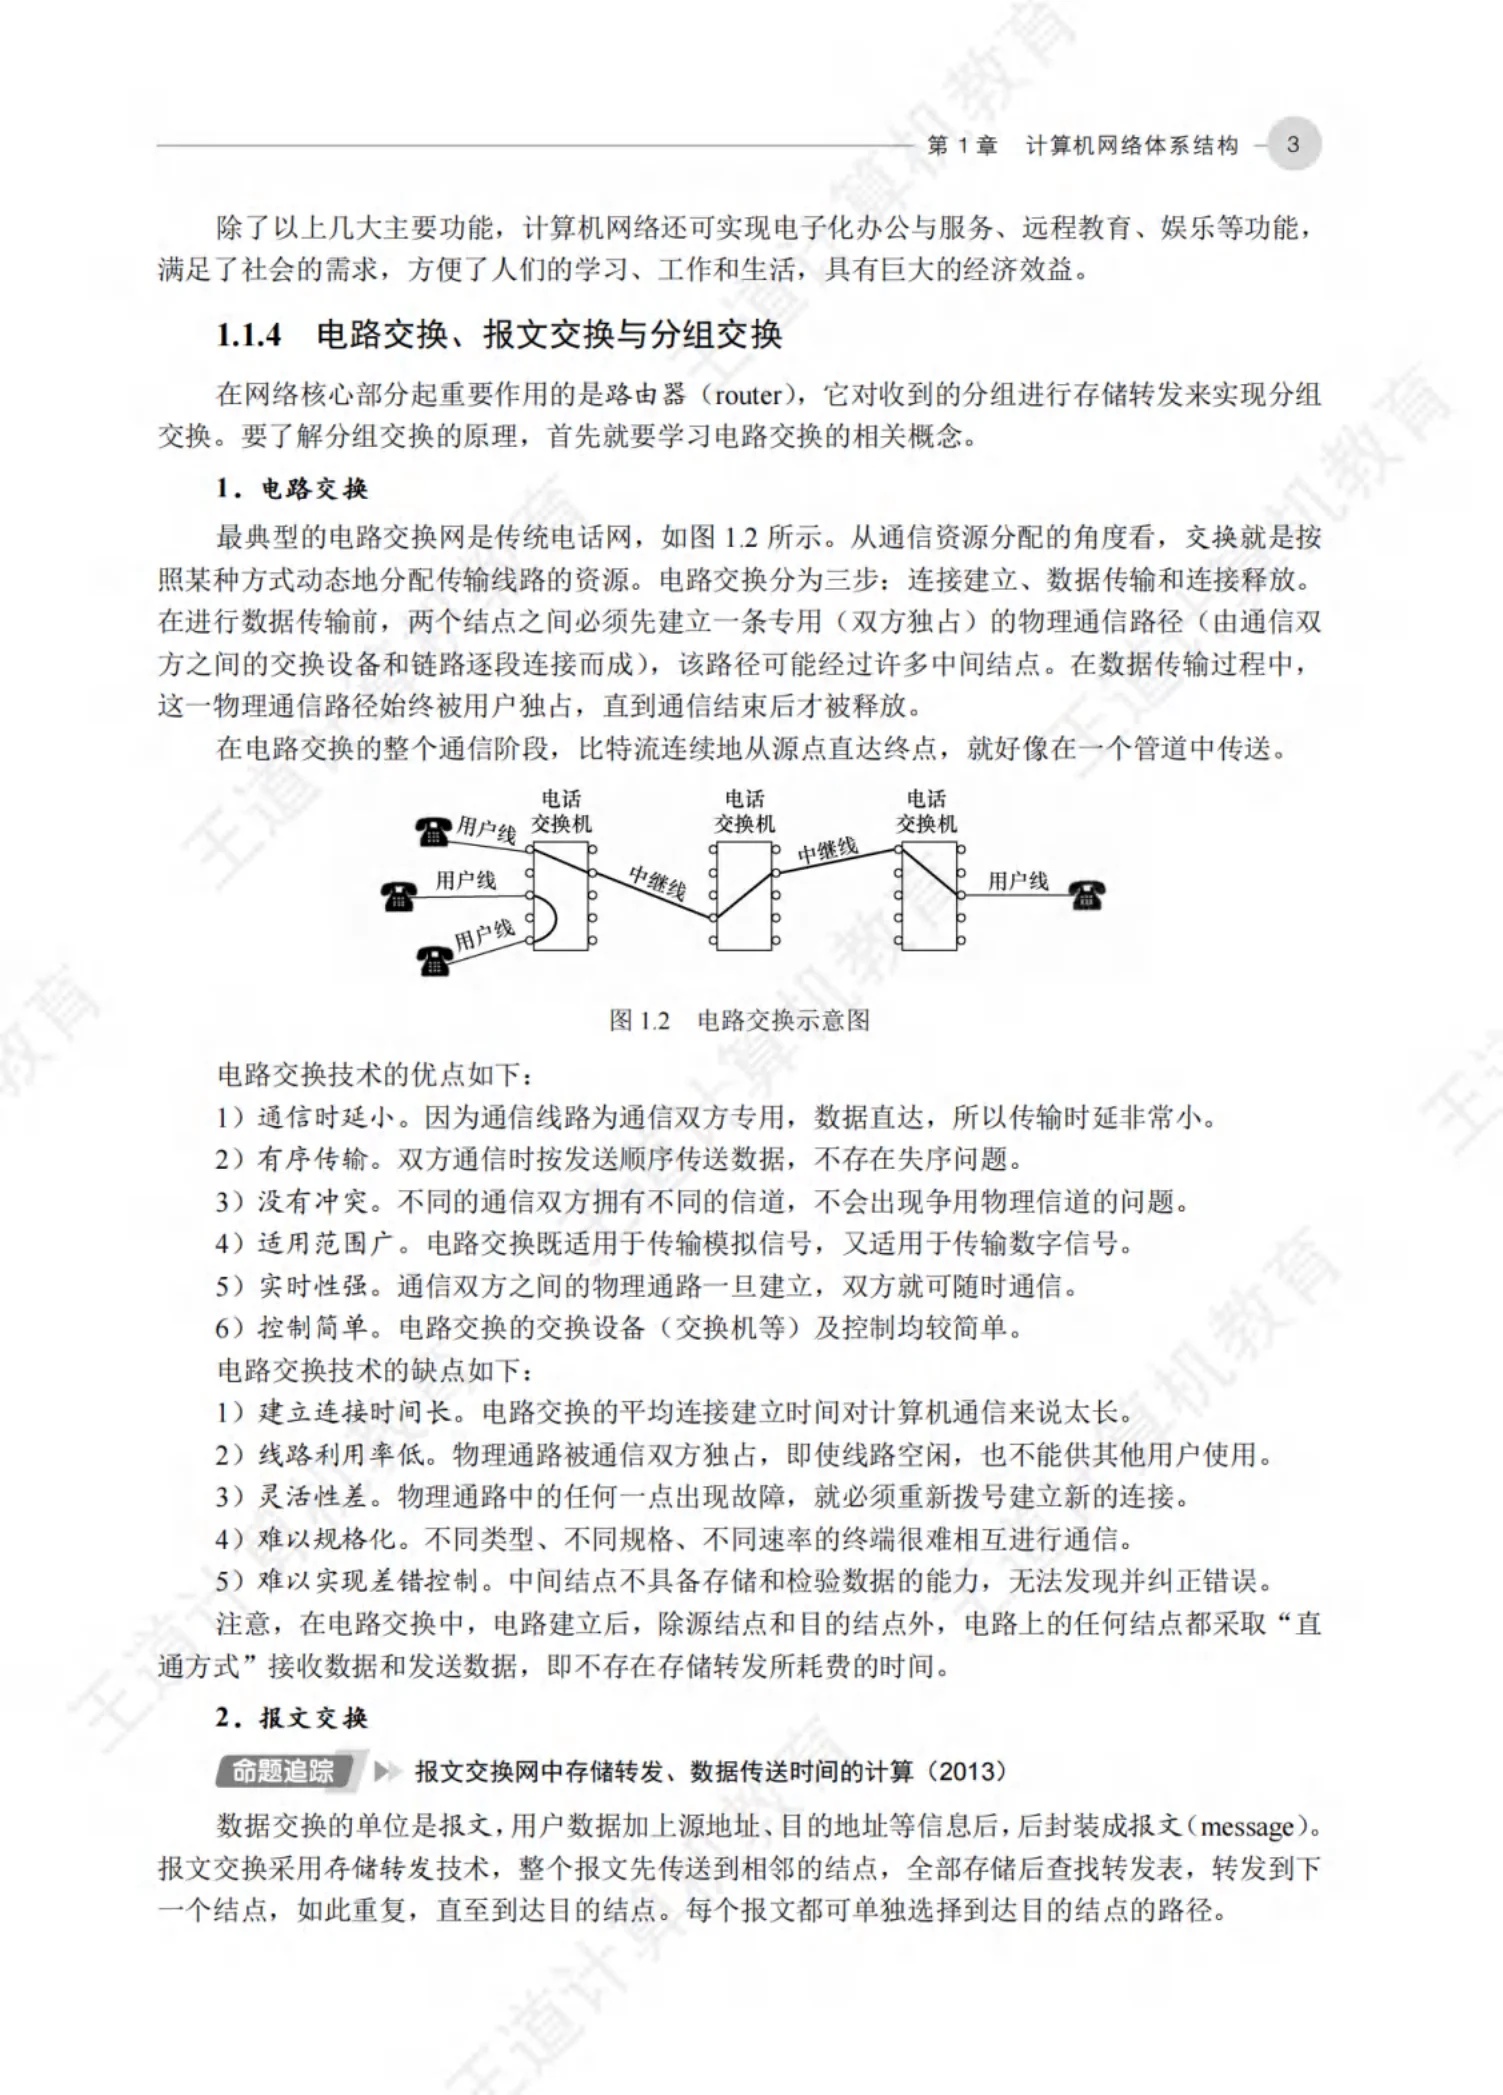 第 1 章 计算机网络体系结构 3
除了以上几大主要功能，计算机网络还可实现电子化办公与服务、远程教育、娱乐等功能，
满足了社会的需求，方便了人们的学习、工作和生活，具有巨大的经济效益。
1.1.4 电路交换、报文交换与分组交换
在网络核心部分起重要作用的是路由器（router），它对收到的分组进行存储转发来实现分组
交换。要了解分组交换的原理，首先就要学习电路交换的相关概念。
1．电路交换
最典型的电路交换网是传统电话网，如图 1.2 所示。从通信资源分配的角度看，交换就是按
照某种方式动态地分配传输线路的资源。电路交换分为三步：连接建立、数据传输和连接释放。
在进行数据传输前，两个结点之间必须先建立一条专用（双方独占）的物理通信路径（由通信双
方之间的交换设备和链路逐段连接而成），该路径可能经过许多中间结点。在数据传输过程中，
这一物理通信路径始终被用户独占，直到通信结束后才被释放。
在电路交换的整个通信阶段，比特流连续地从源点直达终点，就好像在一个管道中传送。
电话 电话 电话
用户线 交换机 交换机 中继线 交换机
用户线 中继线 用户线
用户线
图 1.2 电路交换示意图
电路交换技术的优点如下：
1）通信时延小。因为通信线路为通信双方专用，数据直达，所以传输时延非常小。
2）有序传输。双方通信时按发送顺序传送数据，不存在失序问题。
3）没有冲突。不同的通信双方拥有不同的信道，不会出现争用物理信道的问题。
4）适用范围广。电路交换既适用于传输模拟信号，又适用于传输数字信号。
5）实时性强。通信双方之间的物理通路一旦建立，双方就可随时通信。
6）控制简单。电路交换的交换设备（交换机等）及控制均较简单。
电路交换技术的缺点如下：
1）建立连接时间长。电路交换的平均连接建立时间对计算机通信来说太长。
2）线路利用率低。物理通路被通信双方独占，即使线路空闲，也不能供其他用户使用。
3）灵活性差。物理通路中的任何一点出现故障，就必须重新拨号建立新的连接。
4）难以规格化。不同类型、不同规格、不同速率的终端很难相互进行通信。
5）难以实现差错控制。中间结点不具备存储和检验数据的能力，无法发现并纠正错误。
注意，在电路交换中，电路建立后，除源结点和目的结点外，电路上的任何结点都采取“直
通方式”接收数据和发送数据，即不存在存储转发所耗费的时间。
2．报文交换
命题追踪 报文交换网中存储转发、数据传送时间的计算（2013）
数据交换的单位是报文，用户数据加上源地址、目的地址等信息后，后封装成报文（message）。
报文交换采用存储转发技术，整个报文先传送到相邻的结点，全部存储后查找转发表，转发到下
一个结点，如此重复，直至到达目的结点。每个报文都可单独选择到达目的结点的路径。
王道计算机教育